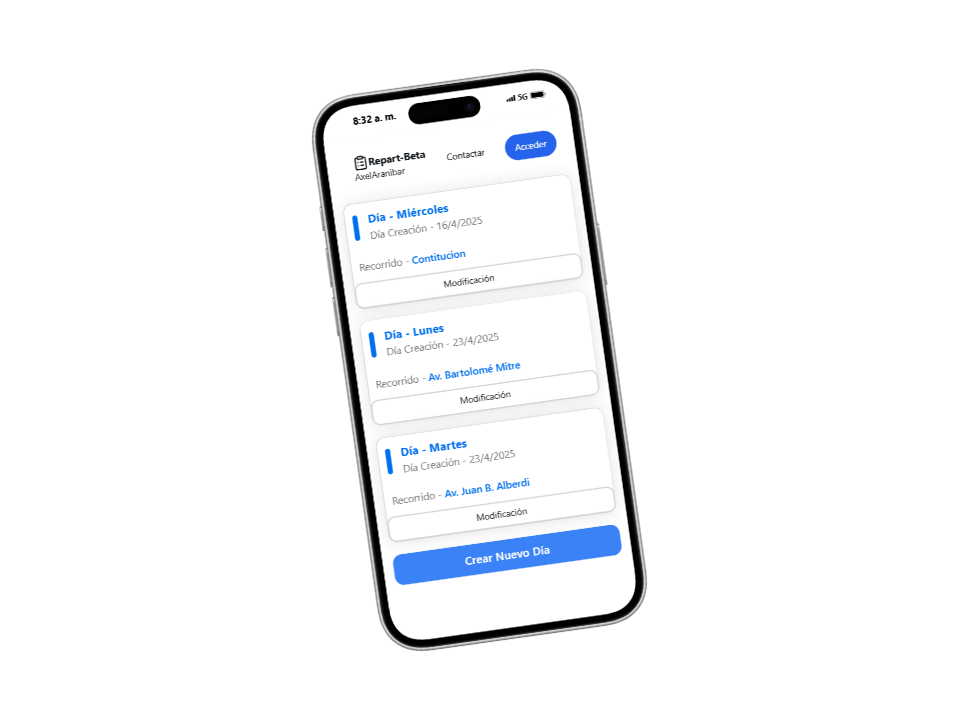 8:32 a. m.
5G
Repart-Beta
AxelAranibar
Contactar
Acceder
Día - Miércoles
Día Creación - 16/4/2025
Recorrido - Contitucion
Modificación
Día - Lunes
Día Creación - 23/4/2025
Recorrido - Av. Bartolomé Mitre
Modificación
Día - Martes
Día Creación - 23/4/2025
Recorrido - Av. Juan B. Alberdi
Modificación
Crear Nuevo Día